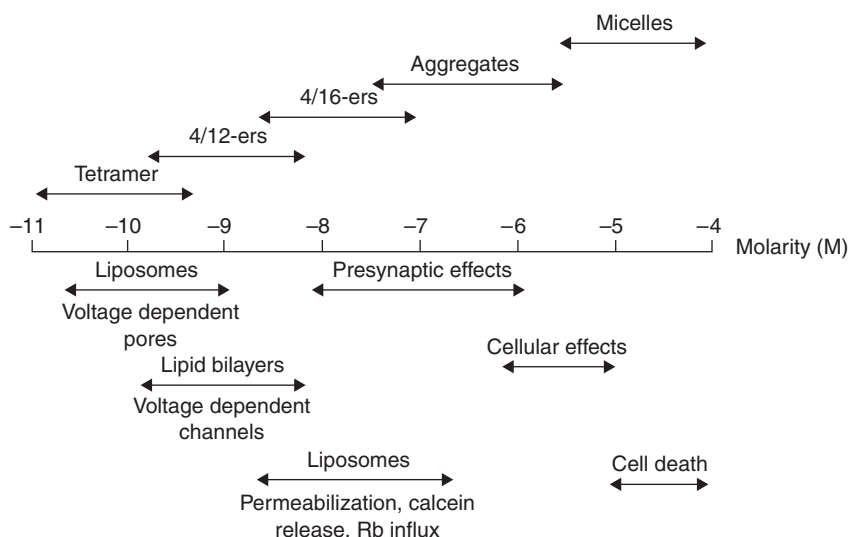 Micelles
Aggregates
4/16-ers
4/12-ers
Tetramer
–11 –10 –9 –8 –7 –6 –5 –4
Molarity (M)
Liposomes
Presynaptic effects
Voltage dependent
pores
Cellular effects
Lipid bilayers
Voltage dependent
channels
Liposomes
Cell death
Permeabilization, calcein
release, Rb influx